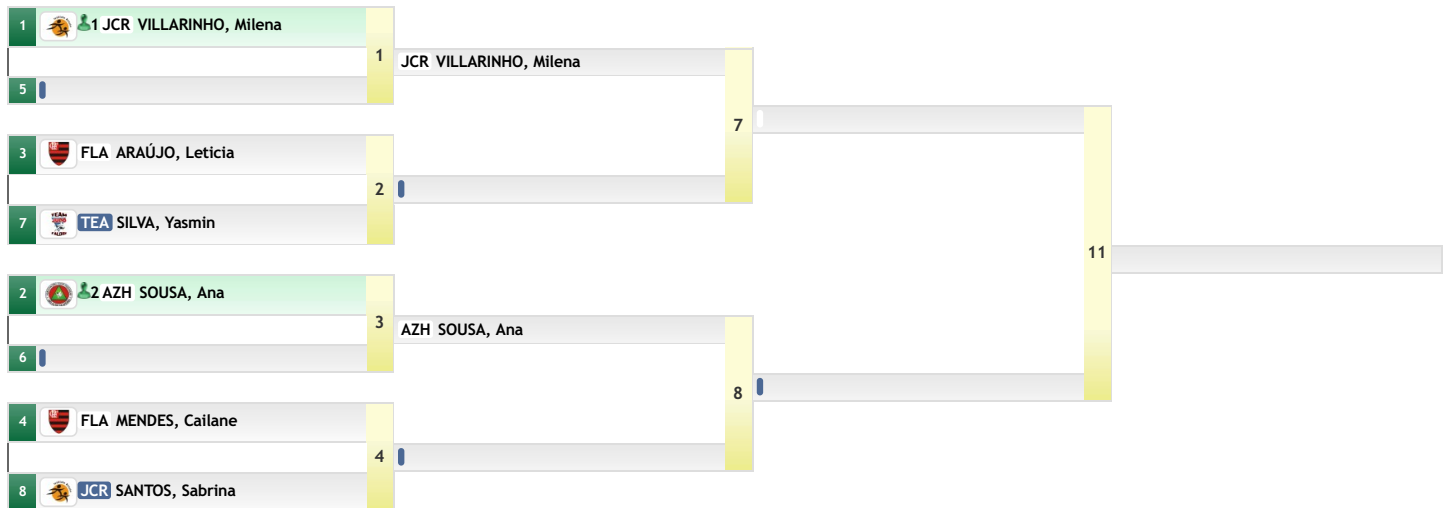 1 1 JCR VILLARINHO, Milena
1
JCR VILLARINHO, Milena
5
7
3 FLA ARAÚJO, Leticia
2
7 TEA SILVA, Yasmin
11
2 2 AZH SOUSA, Ana
3
AZH SOUSA, Ana
6
8
4 FLA MENDES, Cailane
4
8 JCR SANTOS, Sabrina